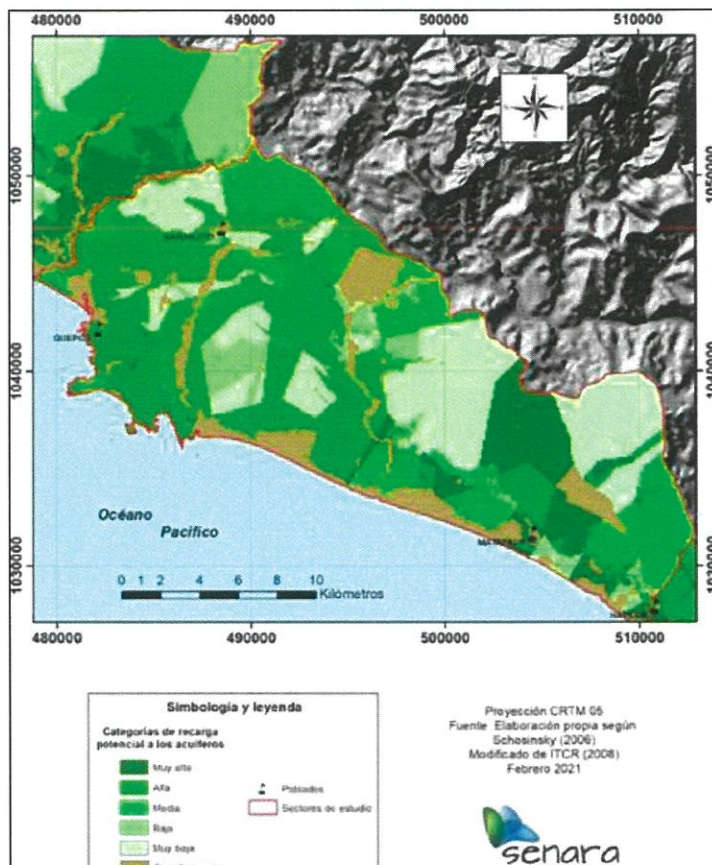 480000 490000 500000 510000
1050000 1050000
QUEPOS
1040000 1040000
Océano
Pacífico
1030000 1030000
0 1 2 4 6 8 10
Kilómetros
480000 490000 500000 510000
Simbología y leyenda
Categorías de recarga
potencial a los acuíferos
Muy alta
Alta
Media
Baja
Muy baja
Poblados
Sectores de estudio
Proyección CRTM 05
Fuente Elaboración propia según
Schosinsky (2006)
Modificado de ITCR (2008)
Febrero 2021
senara